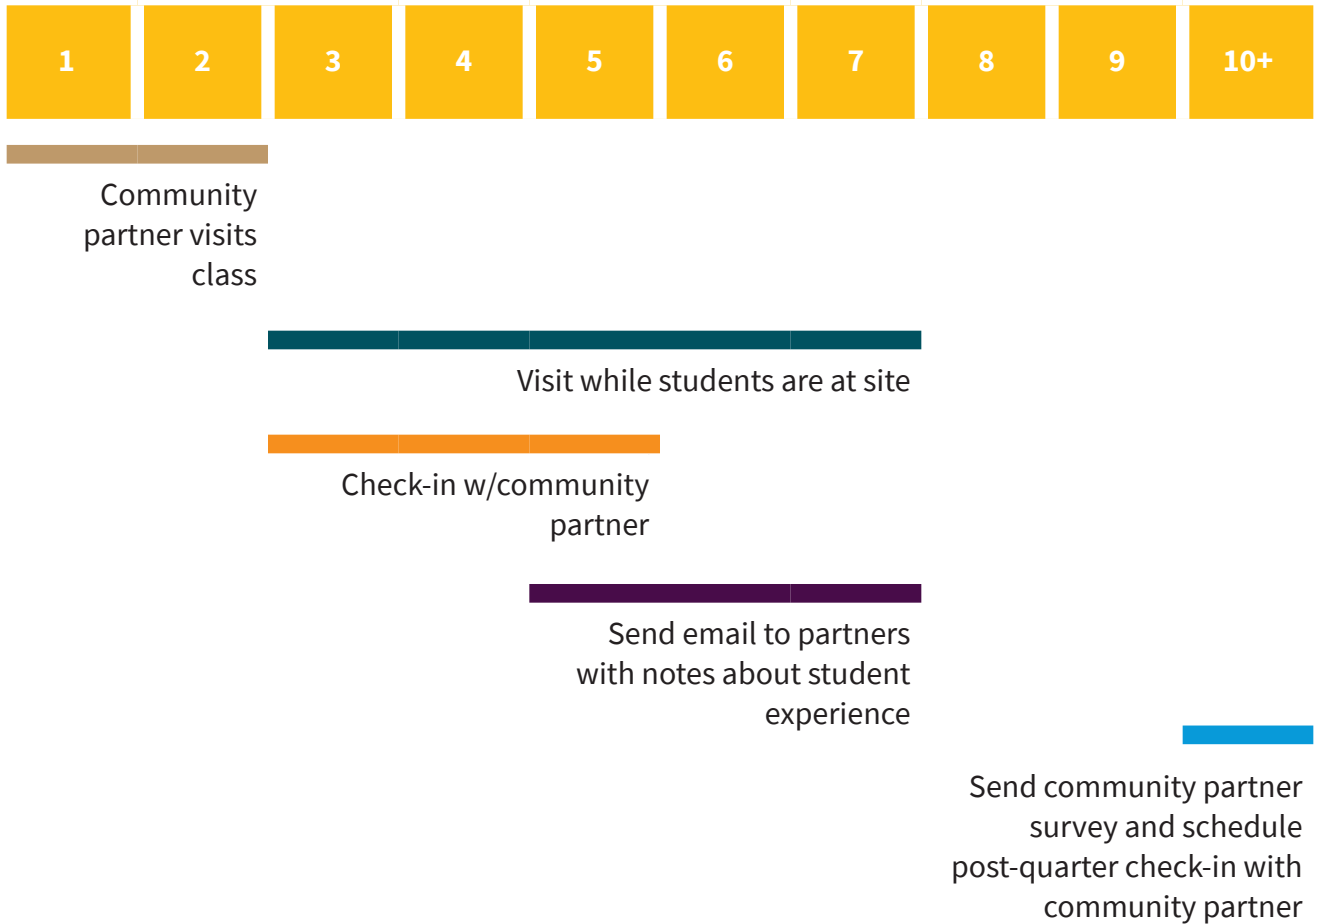 1 2 3 4 5 6 7 8 9 10+
Community
partner visits
class
Visit while students are at site
Check-in w/community
partner
Send email to partners
with notes about student
experience
Send community partner
survey and schedule
post-quarter check-in with
community partner